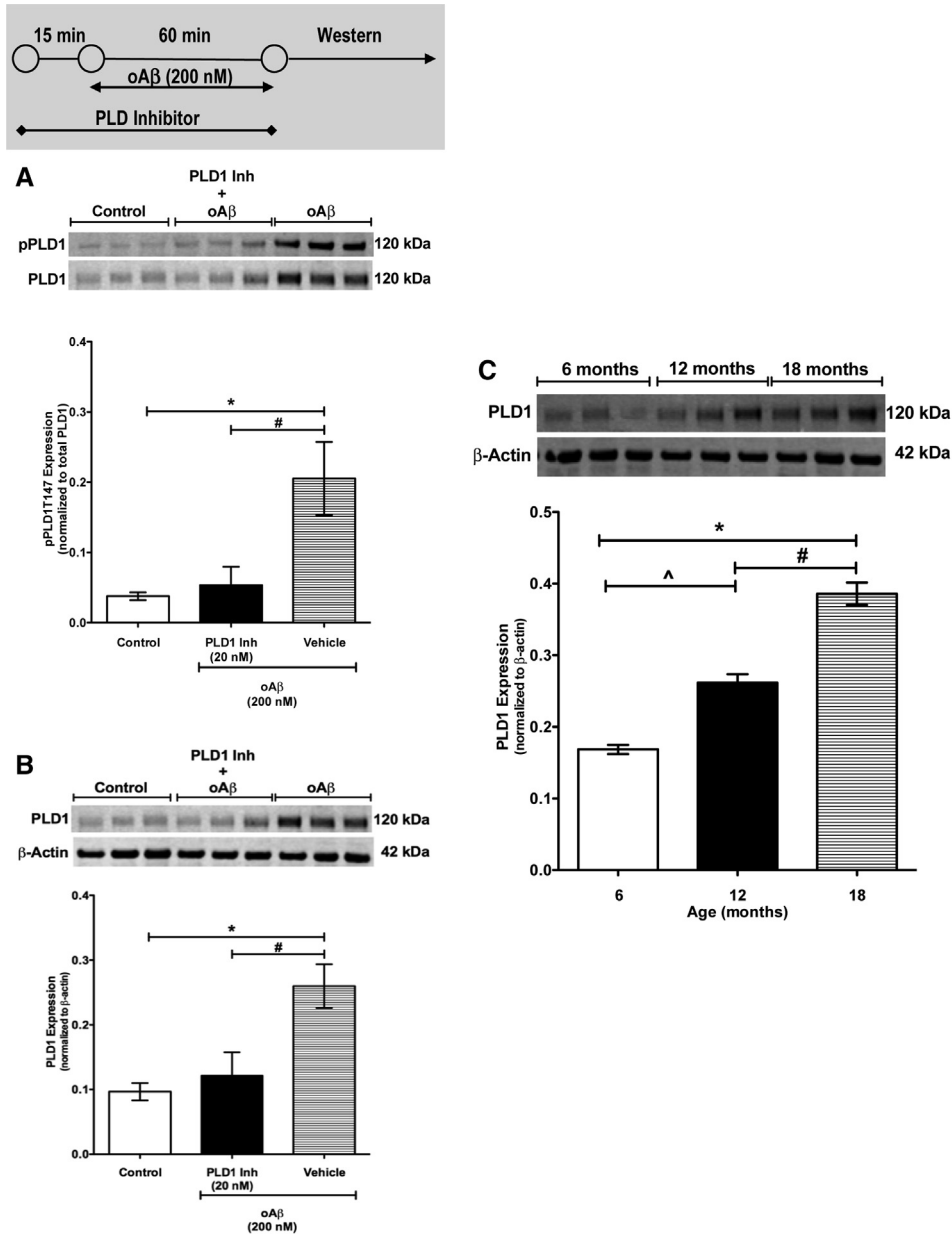 15 min 60 min Western
oAβ (200 nM)
PLD Inhibitor
A
PLD1 Inh
+
Control oAβ oAβ
pPLD1 120 kDa
PLD1 120 kDa
pPLD1T147 Expression
(normalized to total PLD1)
0.4
0.3
0.2
0.1
0.0
*
#
Control PLD1 Inh Vehicle
(20 nM)
oAβ
(200 nM)
B
PLD1 Inh
+
Control oAβ oAβ
PLD1 120 kDa
β-Actin 42 kDa
PLD1 Expression
(normalized to β-actin)
0.4
0.3
0.2
0.1
0.0
*
#
Control PLD1 Inh Vehicle
(20 nM)
oAβ
(200 nM)
C
6 months 12 months 18 months
PLD1 120 kDa
β-Actin 42 kDa
PLD1 Expression
(normalized to β-actin)
0.5
0.4
0.3
0.2
0.1
0.0
*
#
^
6 12 18
Age (months)